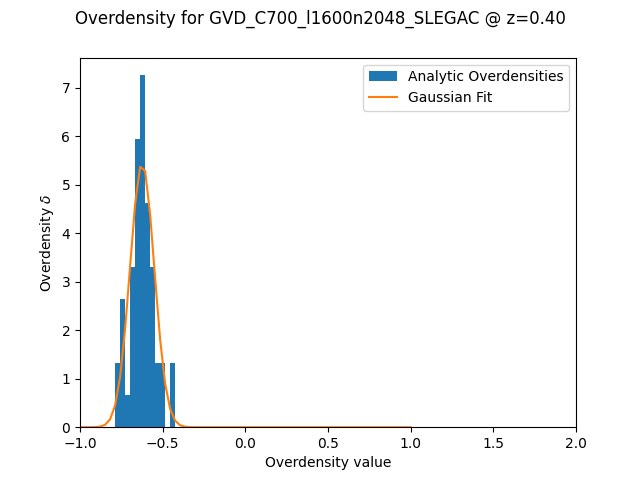 Overdensity for GVD_C700_l1600n2048_SLEGAC @ z=0.40
Analytic Overdensities
Gaussian Fit
Overdensity δ
7
6
5
4
3
2
1
0
−1.0 −0.5 0.0 0.5 1.0 1.5 2.0
Overdensity value